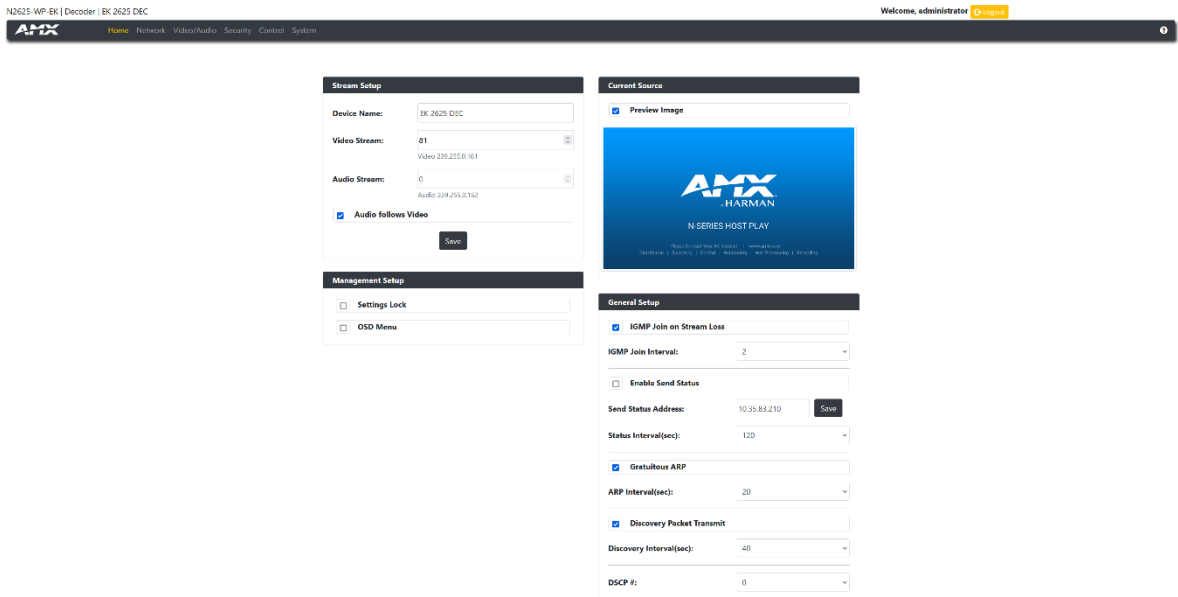 N2625-WP-EK | Decoder | EK 2625 DEC
Welcome, administrator Logout
AMX Home Network Video/Audio Security Control System
Stream Setup
Device Name: EK 2625 DEC
Video Stream: 81
Video 239.255.0.161
Audio Stream: 0
Audio 239.255.0.162
Audio follows Video
Save
Management Setup
Settings Lock
OSD Menu
Current Source
Preview Image
AMX
by HARMAN
N-SERIES HOST PLAY
General Setup
IGMP Join on Stream Loss
IGMP Join Interval: 2
Enable Send Status
Send Status Address: 10.35.83.210 Save
Status Interval(sec): 120
Gratuitous ARP
ARP Interval(sec): 20
Discovery Packet Transmit
Discovery Interval(sec): 40
DSCP #: 0